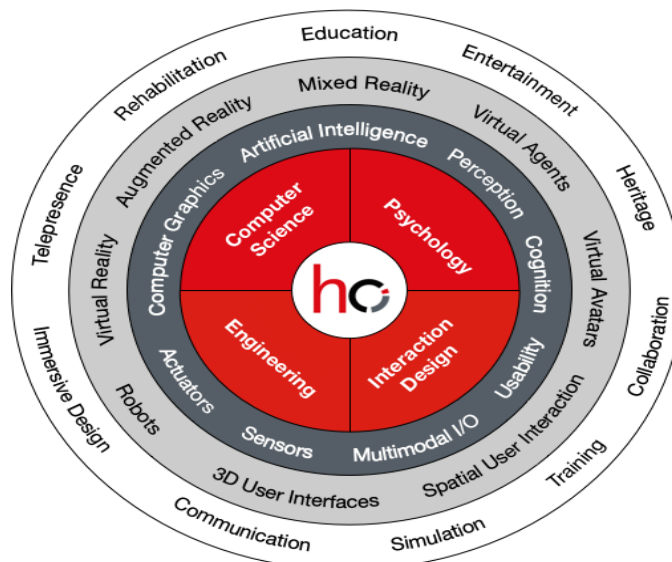 Education
Entertainment
Heritage
Collaboration
Training
Simulation
Communication
Immersive Design
Telepresence
Rehabilitation
Mixed Reality
Virtual Agents
Virtual Avatars
Spatial User Interaction
3D User Interfaces
Robots
Virtual Reality
Augmented Reality
Artificial Intelligence
Perception
Cognition
Usability
Multimodal I/O
Sensors
Actuators
Computer Graphics
Computer
Science
Psychology
Interaction
Design
Engineering
hc